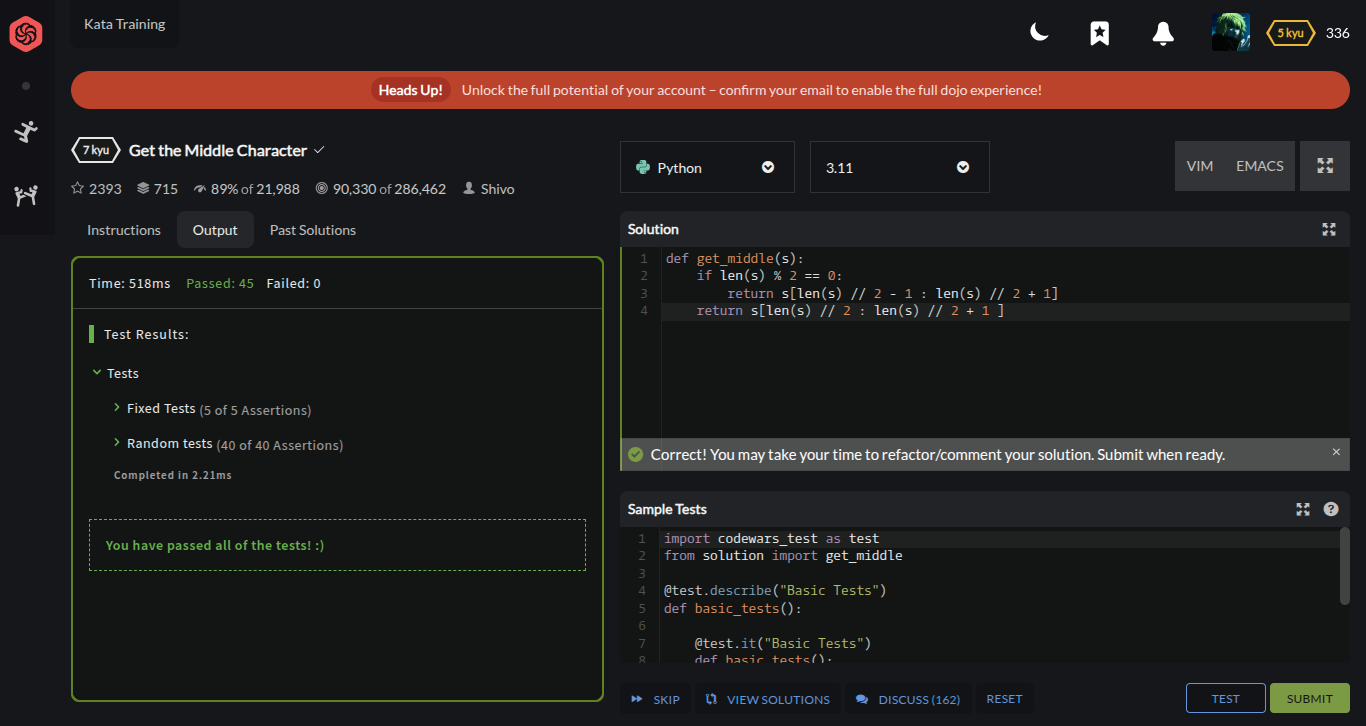 Kata Training
5 kyu 336
Heads Up! Unlock the full potential of your account – confirm your email to enable the full dojo experience!
7 kyu Get the Middle Character
2393 715 89% of 21,988 90,330 of 286,462 Shivo
Instructions Output Past Solutions
Time: 518ms Passed: 45 Failed: 0
Test Results:
Tests
Fixed Tests (5 of 5 Assertions)
Random tests (40 of 40 Assertions)
Completed in 2.21ms
You have passed all of the tests! :)
Python 3.11 VIM EMACS
Solution
1 def get_middle(s):
2     if len(s) % 2 == 0:
3         return s[len(s) // 2 - 1 : len(s) // 2 + 1]
4     return s[len(s) // 2 : len(s) // 2 + 1 ]
Correct! You may take your time to refactor/comment your solution. Submit when ready. ×
Sample Tests ?
1 import codewars_test as test
2 from solution import get_middle
3
4 @test.describe("Basic Tests")
5 def basic_tests():
6
7     @test.it("Basic Tests")
8     def basic_tests():
SKIP VIEW SOLUTIONS DISCUSS (162) RESET TEST SUBMIT